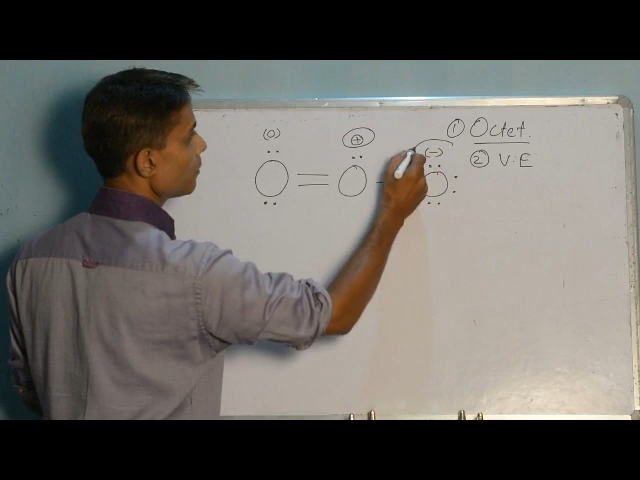 (0) ⊕ (-) ① Octet.
② V.E
O = O - O